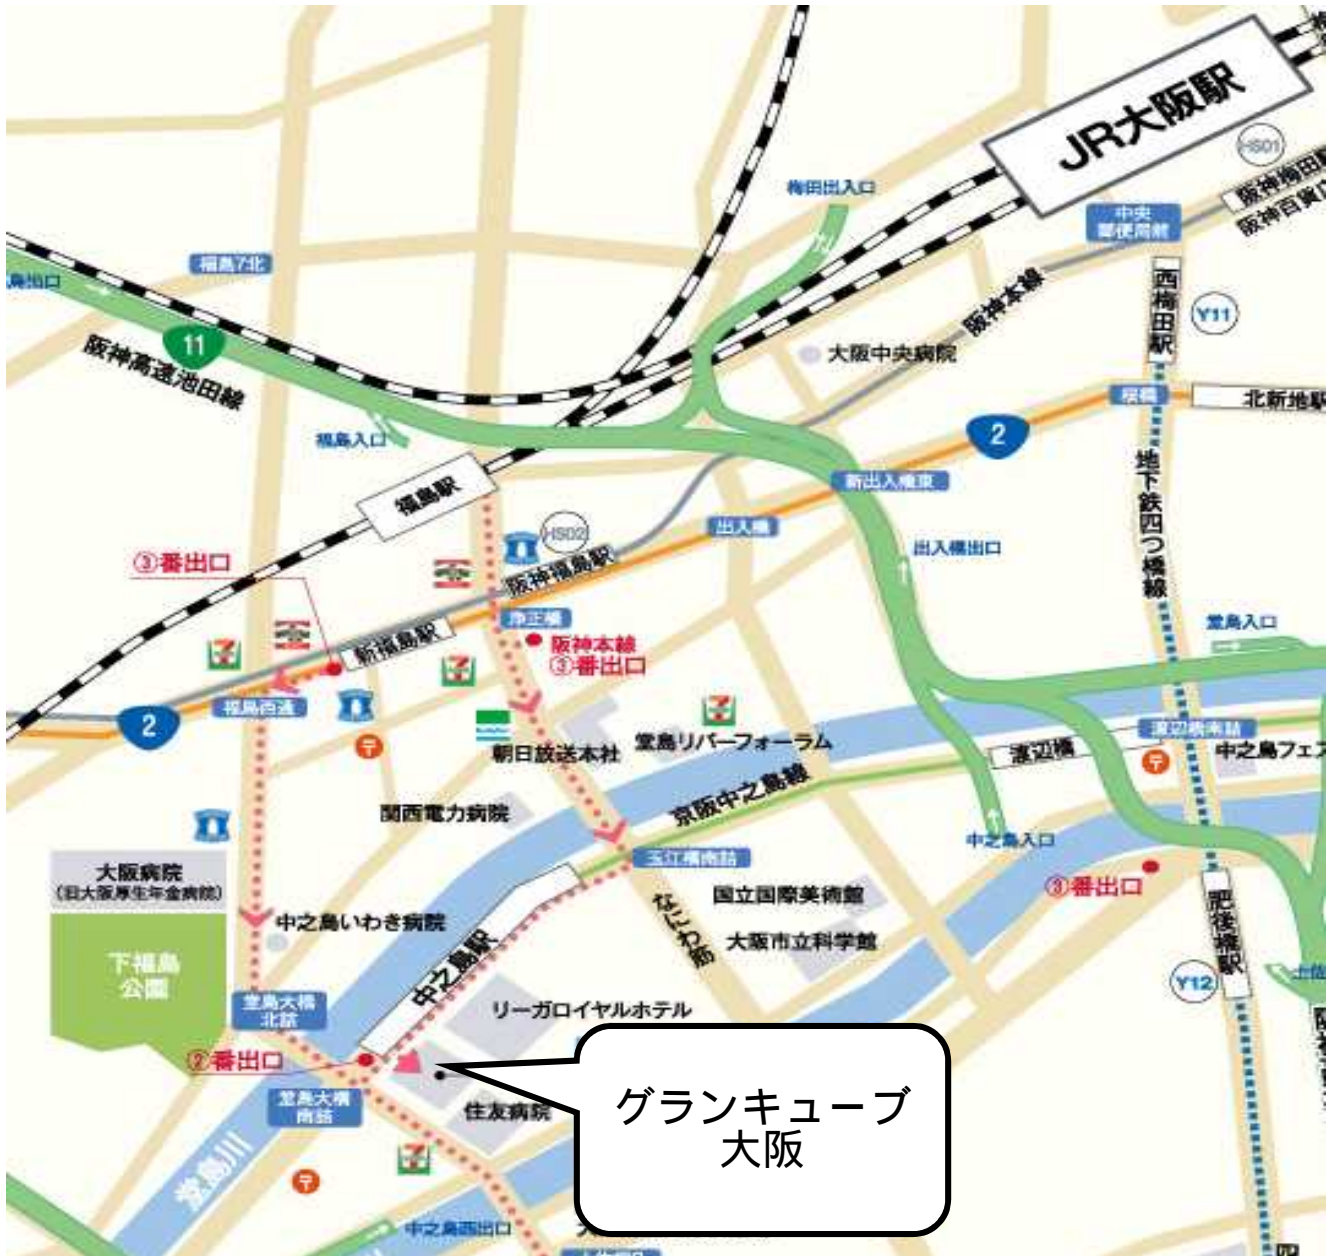 JR大阪駅
HS01
阪神梅田駅
阪神百貨店
梅田出入口
中央
郵便局前
福島7北
島出口
11
阪神高速池田線
西梅田駅
Y11
阪神本線
大阪中央病院
桜橋
北新地駅
福島入口
2
福島駅
新出入橋東
地下鉄四つ橋線
出入橋
HS02
③番出口
阪神福島駅
出入橋出口
浄正橋
新福島駅
阪神本線
③番出口
堂島入口
福島西通
2
朝日放送本社
堂島リバーフォーラム
渡辺橋南詰
渡辺橋
中之島フェス
京阪中之島線
関西電力病院
中之島入口
玉江橋南詰
大阪病院
(旧大阪厚生年金病院)
③番出口
国立国際美術館
なにわ筋
大阪市立科学館
中之島いわき病院
肥後橋駅
中之島駅
下福島
公園
Y12
堂島大橋
北詰
リーガロイヤルホテル
②番出口
グランキューブ
大阪
堂島大橋
南詰
住友病院
堂島川
中之島西出口
四